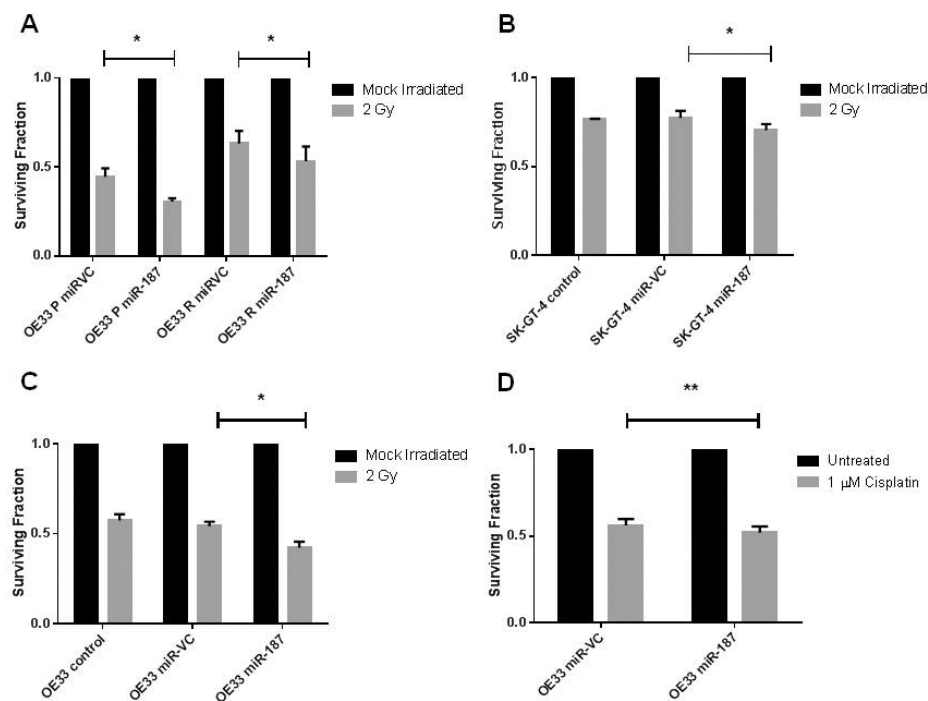 A
*
*
1.0
0.5
0.0
Surviving Fraction
Mock Irradiated
2 Gy
OE33 P miRVC
OE33 P miR-187
OE33 R miRVC
OE33 R miR-187
B
*
1.0
0.5
0.0
Surviving Fraction
Mock Irradiated
2 Gy
SK-GT-4 control
SK-GT-4 miR-VC
SK-GT-4 miR-187
C
*
1.0
0.5
0.0
Surviving Fraction
Mock Irradiated
2 Gy
OE33 control
OE33 miR-VC
OE33 miR-187
D
**
1.0
0.5
0.0
Surviving Fraction
Untreated
1 μM Cisplatin
OE33 miR-VC
OE33 miR-187